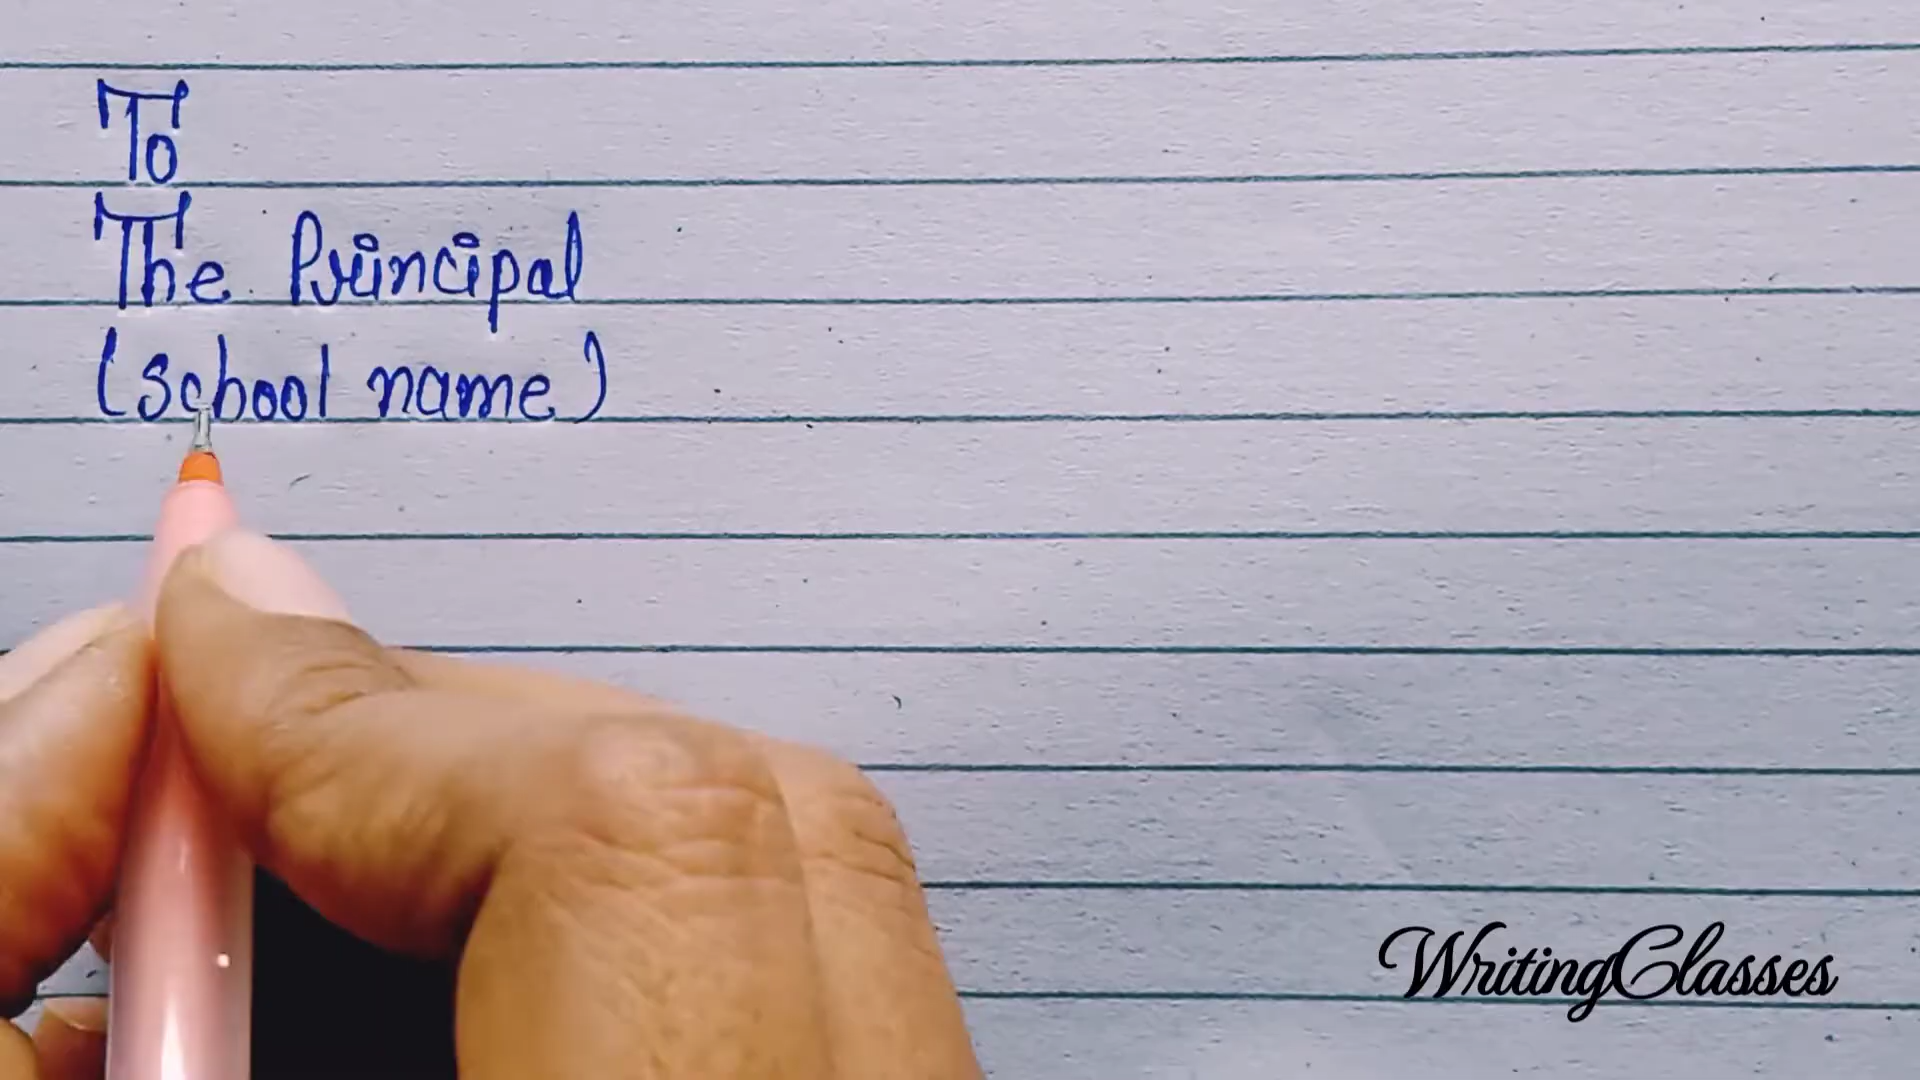 To
The Principal
(school name)
WritingClasses